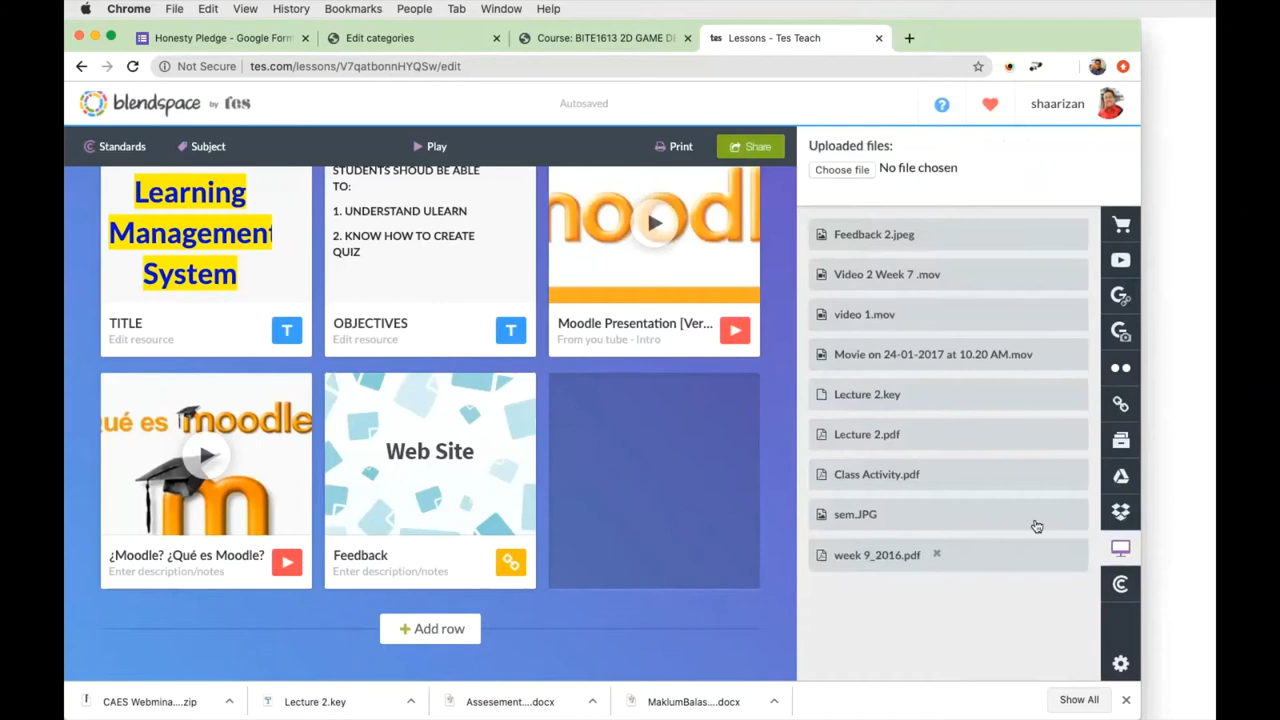 Chrome File Edit View History Bookmarks People Tab Window Help
Honesty Pledge - Google Form
Edit categories
Course: BITE1613 2D GAME DE
tes Lessons - Tes Teach
Not Secure tes.com/lessons/V7qatbonnHYQSw/edit
blendspace by tes
Autosaved
?
shaarizan
Standards
Subject
Play
Print
Share
Uploaded files:
Choose file No file chosen
Learning
Management
System
TITLE
Edit resource
T
STUDENTS SHOUD BE ABLE
TO:
1. UNDERSTAND ULEARN
2. KNOW HOW TO CREATE
QUIZ
OBJECTIVES
Edit resource
T
mood
Moodle Presentation [Ver...
From you tube - Intro
ué es moodle
m
¿Moodle? ¿Qué es Moodle?
Enter description/notes
Web Site
Feedback
Enter description/notes
+ Add row
Feedback 2.jpeg
Video 2 Week 7 .mov
video 1.mov
Movie on 24-01-2017 at 10.20 AM.mov
Lecture 2.key
Lecture 2.pdf
Class Activity.pdf
sem.JPG
week 9_2016.pdf
CAES Webmina....zip
Lecture 2.key
Assesement....docx
MaklumBalas....docx
Show All